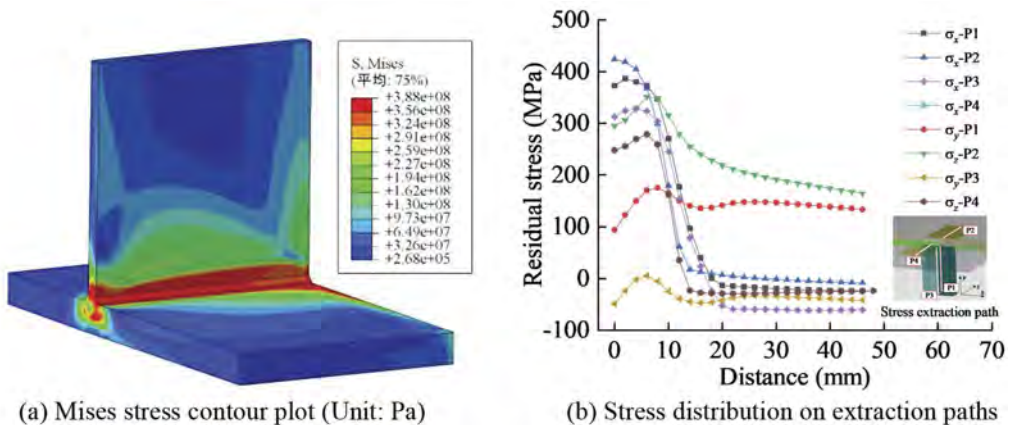 S, Mises
(平均: 75%)
+3.88e+08
+3.56e+08
+3.24e+08
+2.91e+08
+2.59e+08
+2.27e+08
+1.94e+08
+1.62e+08
+1.30e+08
+9.73e+07
+6.49e+07
+3.26e+07
+2.68e+05
(a) Mises stress contour plot (Unit: Pa)
Residual stress (MPa)
500
400
300
200
100
0
-100
0 10 20 30 40 50 60 70
Distance (mm)
σx-P1
σx-P2
σx-P3
σx-P4
σy-P1
σz-P2
σy-P3
σz-P4
P2
P4
P3
P1
Stress extraction path
(b) Stress distribution on extraction paths